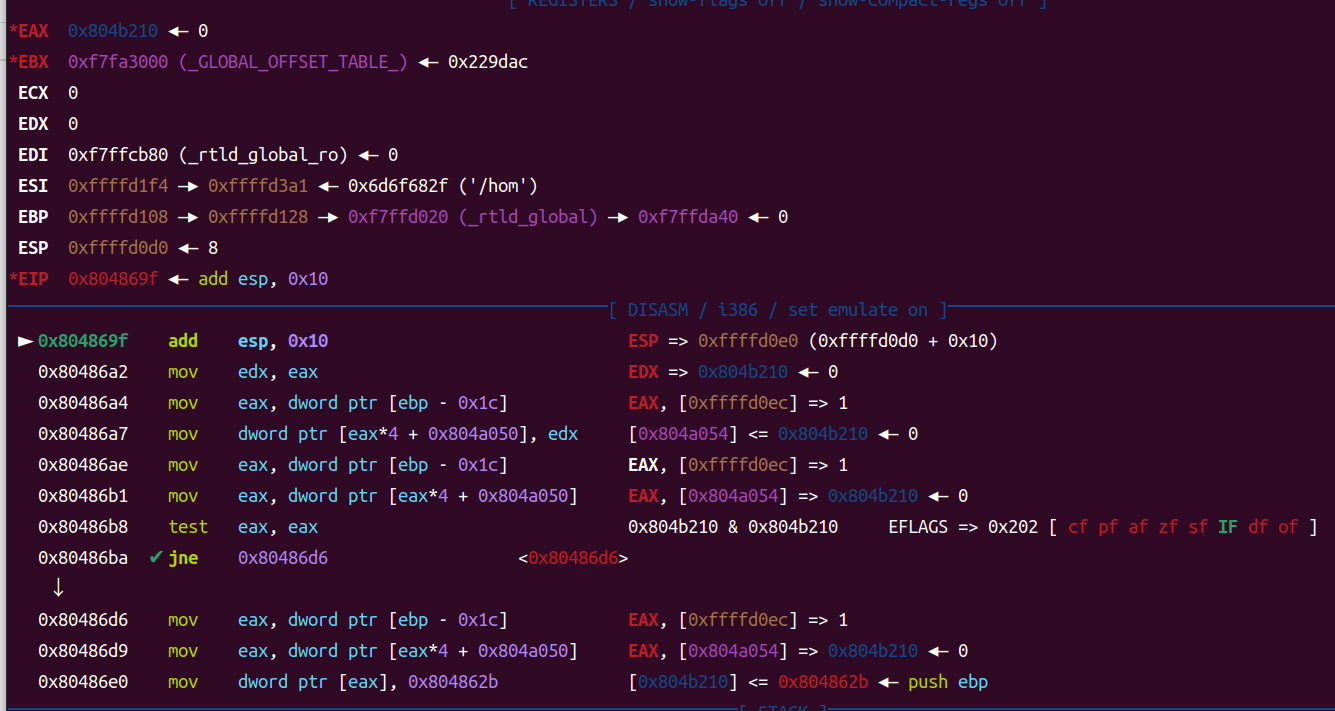 [ REGISTERS / show-flags off / show-compact-regs off ]
*EAX  0x804b210 ◂— 0
*EBX  0xf7fa3000 (_GLOBAL_OFFSET_TABLE_) ◂— 0x229dac
ECX  0
EDX  0
EDI  0xf7ffcb80 (_rtld_global_ro) ◂— 0
ESI  0xffffd1f4 —▸ 0xffffd3a1 ◂— 0x6d6f682f ('/hom')
EBP  0xffffd108 —▸ 0xffffd128 —▸ 0xf7ffd020 (_rtld_global) —▸ 0xf7ffda40 ◂— 0
ESP  0xffffd0d0 ◂— 8
*EIP  0x804869f ◂— add esp, 0x10
[ DISASM / i386 / set emulate on ]
► 0x804869f    add    esp, 0x10    ESP => 0xffffd0e0 (0xffffd0d0 + 0x10)
0x80486a2    mov    edx, eax    EDX => 0x804b210 ◂— 0
0x80486a4    mov    eax, dword ptr [ebp - 0x1c]    EAX, [0xffffd0ec] => 1
0x80486a7    mov    dword ptr [eax*4 + 0x804a050], edx    [0x804a054] <= 0x804b210 ◂— 0
0x80486ae    mov    eax, dword ptr [ebp - 0x1c]    EAX, [0xffffd0ec] => 1
0x80486b1    mov    eax, dword ptr [eax*4 + 0x804a050]    EAX, [0x804a054] => 0x804b210 ◂— 0
0x80486b8    test    eax, eax    0x804b210 & 0x804b210    EFLAGS => 0x202 [ cf pf af zf sf IF df of ]
0x80486ba  ✔ jne    0x80486d6    <0x80486d6>
↓
0x80486d6    mov    eax, dword ptr [ebp - 0x1c]    EAX, [0xffffd0ec] => 1
0x80486d9    mov    eax, dword ptr [eax*4 + 0x804a050]    EAX, [0x804a054] => 0x804b210 ◂— 0
0x80486e0    mov    dword ptr [eax], 0x804862b    [0x804b210] <= 0x804862b ◂— push ebp
[ STACK ]